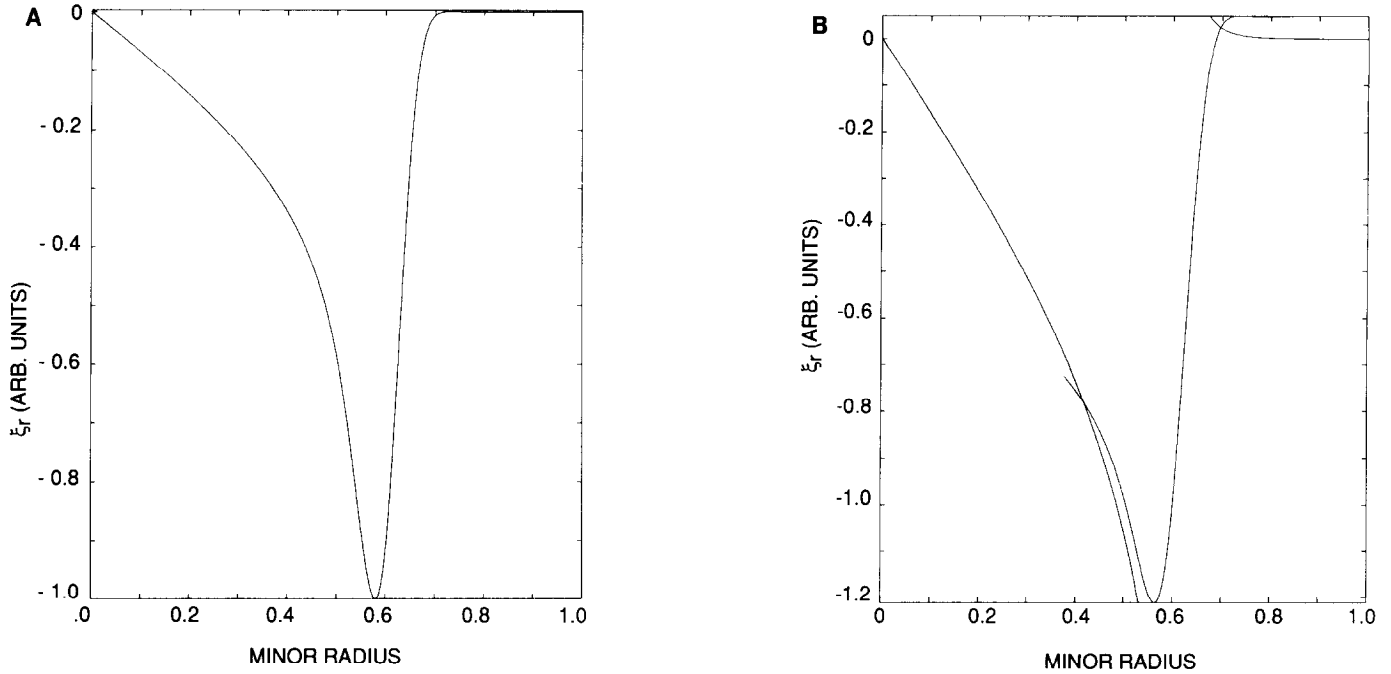 A
0
- 0.2
- 0.4
- 0.6
- 0.8
- 1.0
ξr (ARB. UNITS)
.0 0.2 0.4 0.6 0.8 1.0
MINOR RADIUS
B
0
-0.2
-0.4
-0.6
-0.8
-1.0
-1.2
ξr (ARB. UNITS)
0 0.2 0.4 0.6 0.8 1.0
MINOR RADIUS